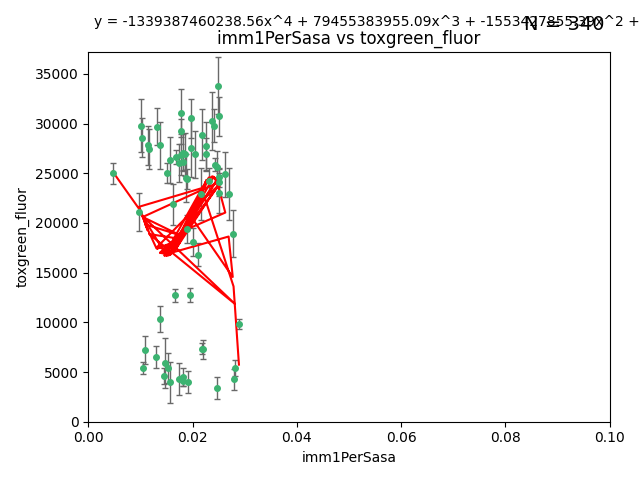 y = -1339387460238.56x^4 + 79455383955.09x^3 + 
N = 340
imm1PerSasa vs toxgreen_fluor
35000
30000
25000
20000
15000
10000
5000
0
toxgreen_fluor
0.00 0.02 0.04 0.06 0.08 0.10
imm1PerSasa